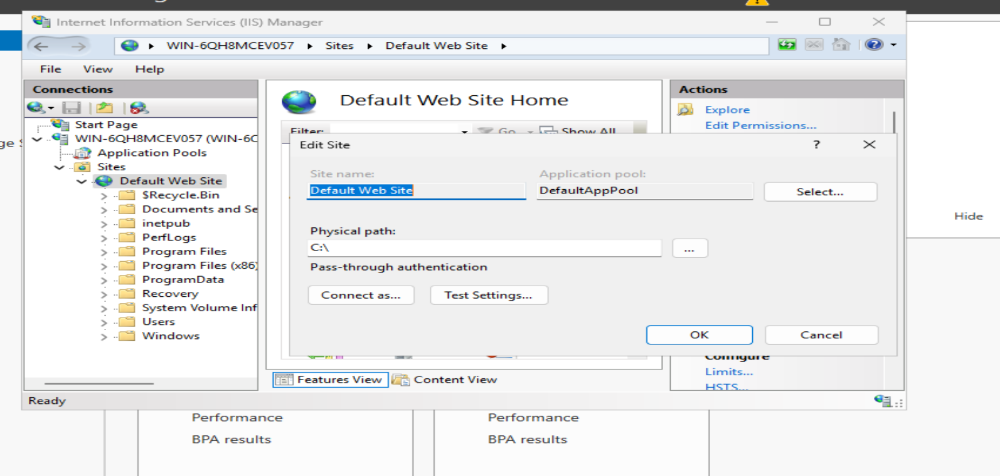 Internet Information Services (IIS) Manager
WIN-6QH8MCEV057 Sites Default Web Site
File View Help
Connections
Start Page
WIN-6QH8MCEV057 (WIN-6
Application Pools
Sites
Default Web Site
$Recycle.Bin
Documents and Se
inetpub
PerfLogs
Program Files
Program Files (x86)
ProgramData
Recovery
System Volume Inf
Users
Windows
Default Web Site Home
Filter: Go Show All
Actions
Explore
Edit Permissions...
Edit Site ?
Site name:
Default Web Site
Application pool:
DefaultAppPool
Select...
Physical path:
C:\
...
Pass-through authentication
Connect as... Test Settings...
OK Cancel
Configure
Limits...
HSTS...
Features View Content View
Ready
Hide
Performance
BPA results
Performance
BPA results